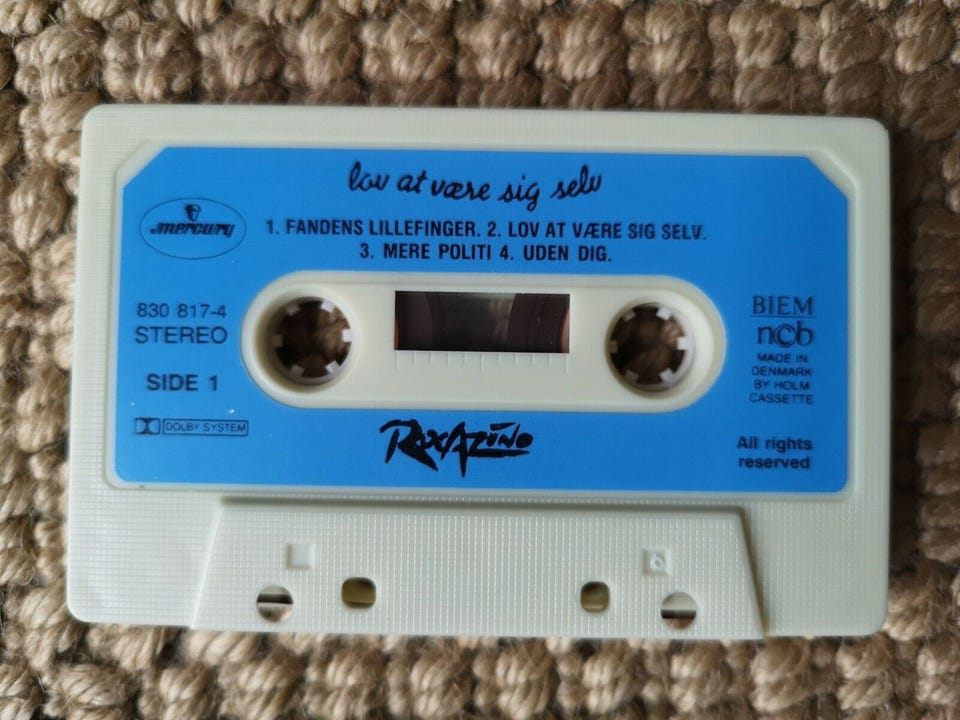 lov at være sig selv
mercury
1. FANDENS LILLEFINGER. 2. LOV AT VÆRE SIG SELV.
3. MERE POLITI 4. UDEN DIG.
830 817-4
STEREO
SIDE 1
DOLBY SYSTEM
BIEM
ncb
MADE IN
DENMARK
BY HOLM
CASSETTE
ROXAZINO
All rights
reserved